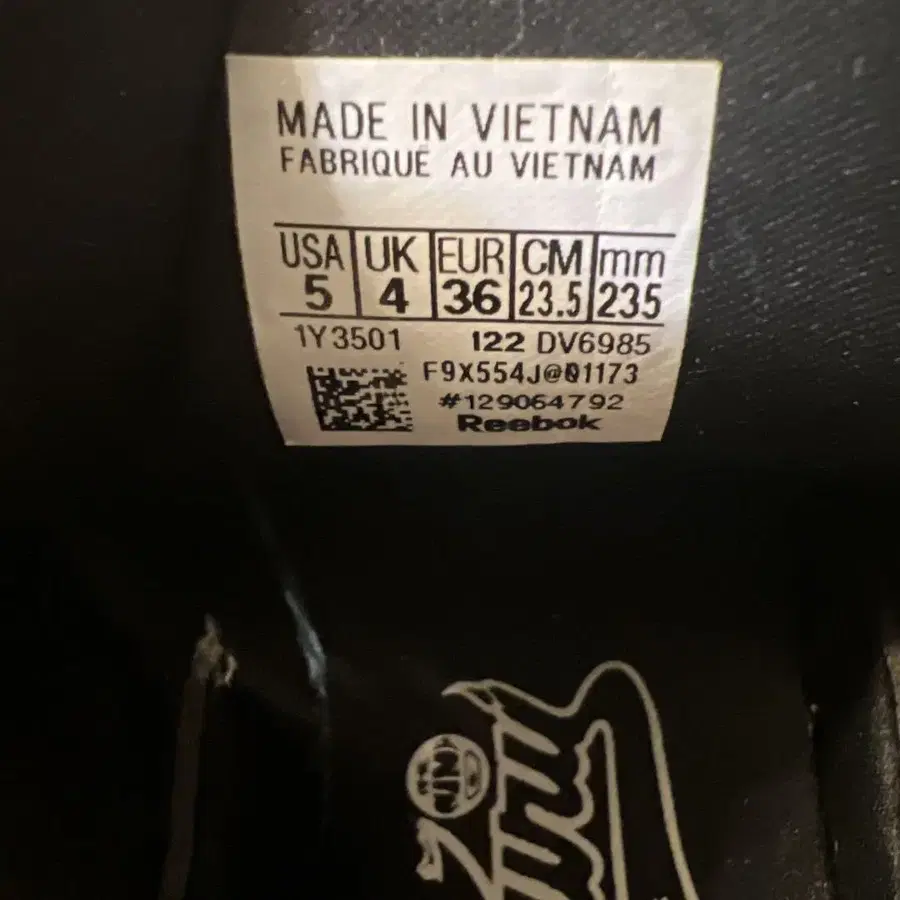 MADE IN VIETNAM
FABRIQUÉ AU VIETNAM
USA UK EUR CM mm
5 4 36 23.5 235
1Y3501 122 DV6985
F9X554J@01173
#129064792
Reebok